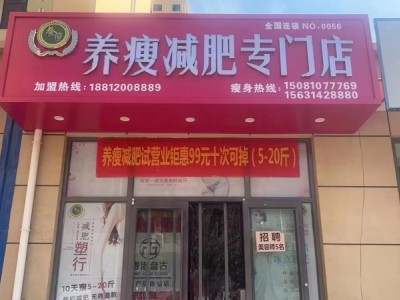 全国连锁 NO.0056
养瘦减肥专门店
加盟热线: 18812008889
瘦身热线: 15081077769
15631428880
养瘦减肥试营业钜惠99元十次可掉(5-20斤)
减肥
塑行
10天瘦5-20斤
招聘
美容师5名